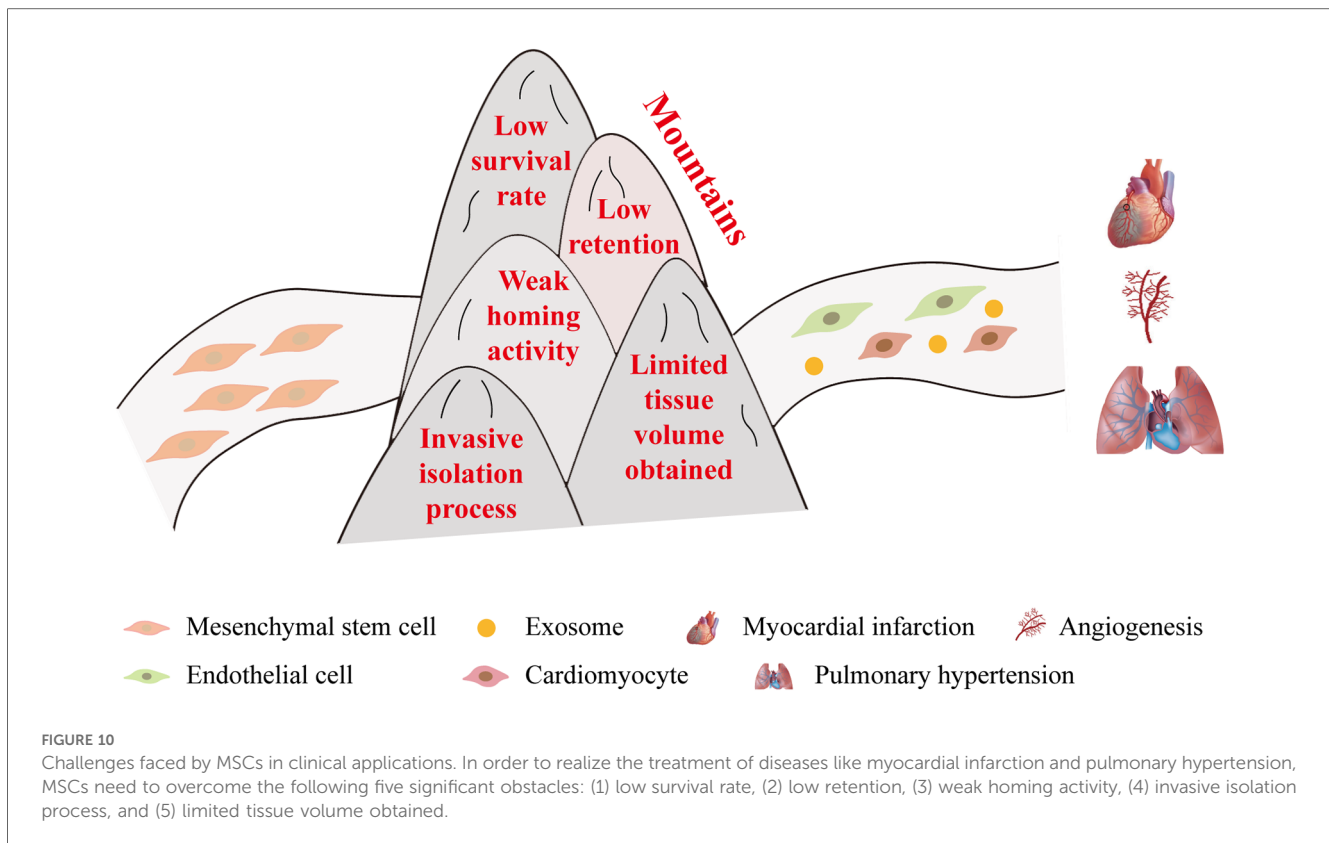 Low
survival
rate
Mountains
Low
retention
Weak
homing
activity
Limited
tissue
volume
obtained
Invasive
isolation
process
Mesenchymal stem cell
Exosome
Myocardial infarction
Angiogenesis
Endothelial cell
Cardiomyocyte
Pulmonary hypertension
FIGURE 10
Challenges faced by MSCs in clinical applications. In order to realize the treatment of diseases like myocardial infarction and pulmonary hypertension,
MSCs need to overcome the following five significant obstacles: (1) low survival rate, (2) low retention, (3) weak homing activity, (4) invasive isolation
process, and (5) limited tissue volume obtained.